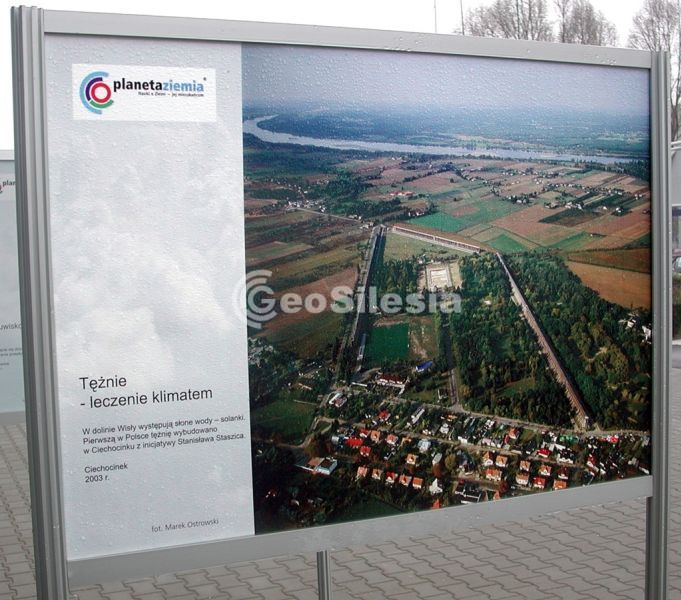 planetaziemia®
Nauki o Ziemi – jej mieszkańcom
GeoSilesia
Tężnie
- leczenie klimatem
W dolinie Wisły występują słone wody – solanki.
Pierwszą w Polsce tężnię wybudowano
w Ciechocinku z inicjatywy Stanisława Staszica.
Ciechocinek
2003 r.
fot. Marek Ostrowski